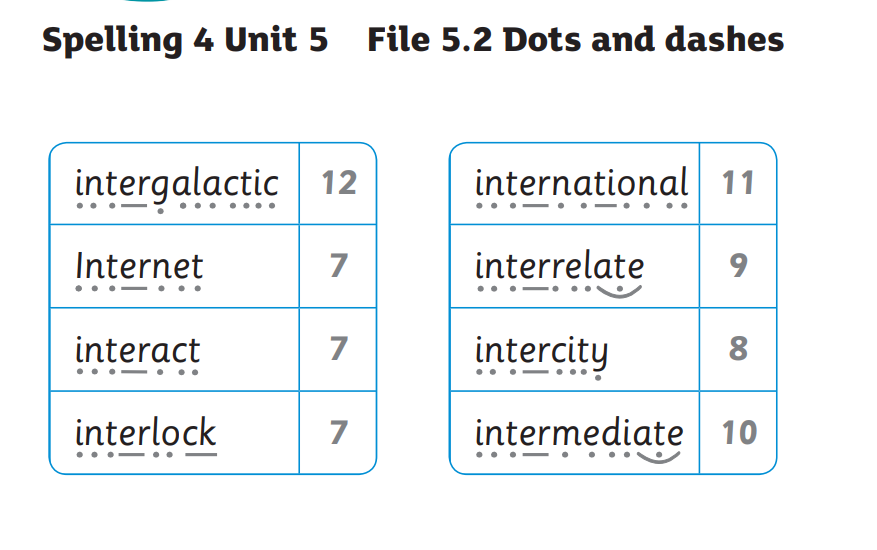 Spelling 4 Unit 5 File 5.2 Dots and dashes
intergalactic 12
Internet 7
interact 7
interlock 7
international 11
interrelate 9
intercity 8
intermediate 10